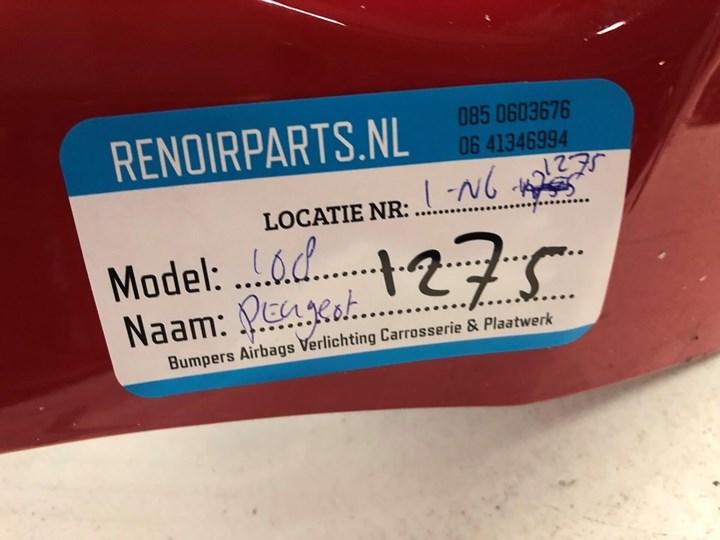 RENOIRPARTS.NL
085 0603676
06 41346994
1275
LOCATIE NR: 1-N6
Model: 108
1275
Naam: Peugeot
Bumpers Airbags Verlichting Carrosserie & Plaatwerk